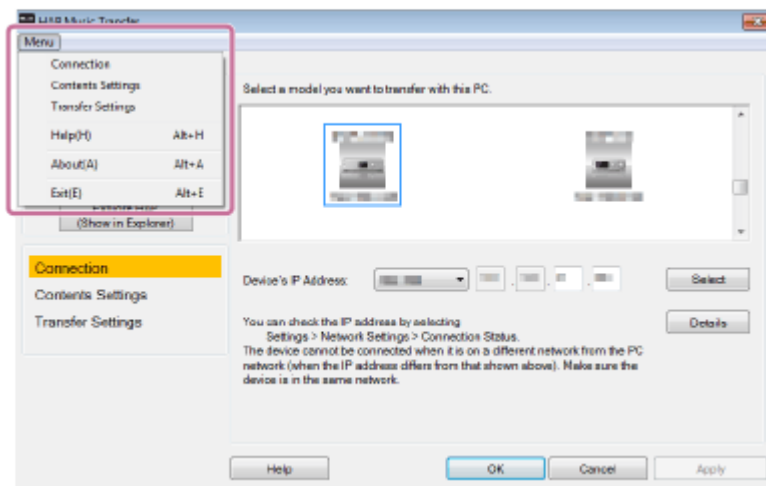 HAP Music Transfer
Menu
Connection
Contents Settings
Transfer Settings
Help(H) Alt+H
About(A) Alt+A
Exit(E) Alt+E
(Show in Explorer)
Connection
Contents Settings
Transfer Settings
Select a model you want to transfer with this PC.
Device's IP Address:
. . .
Select
You can check the IP address by selecting
Settings > Network Settings > Connection Status.
The device cannot be connected when it is on a different network from the PC
network (when the IP address differs from that shown above). Make sure the
device is in the same network.
Details
Help
OK
Cancel
Apply